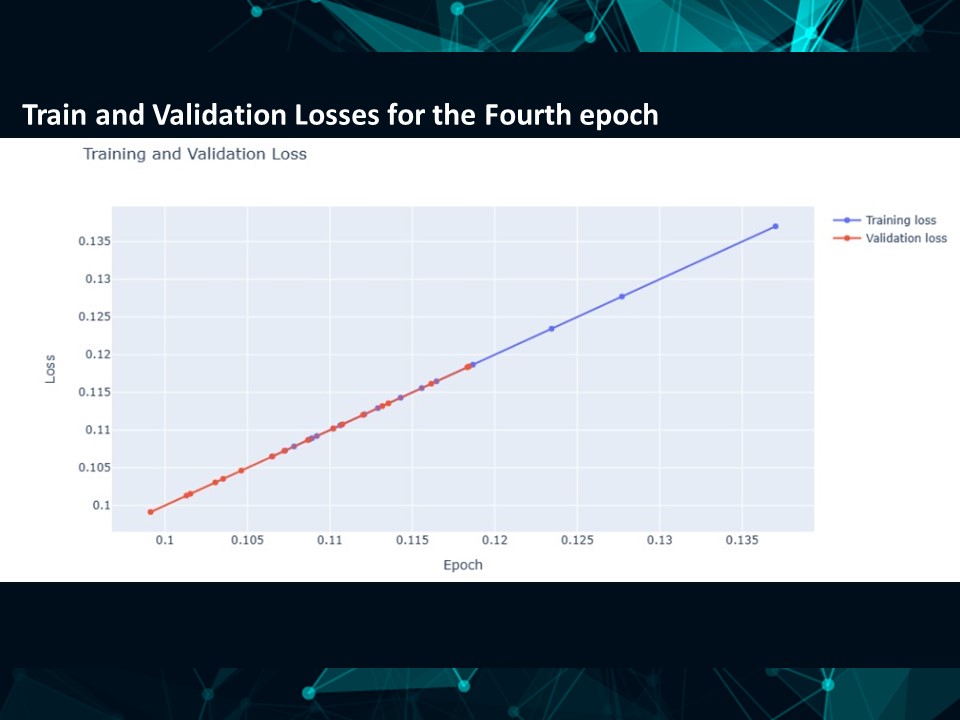 Train and Validation Losses for the Fourth epoch
Training and Validation Loss
Training loss
Validation loss
0.135
0.13
0.125
0.12
0.115
0.11
0.105
0.1
Loss
0.1 0.105 0.11 0.115 0.12 0.125 0.13 0.135
Epoch